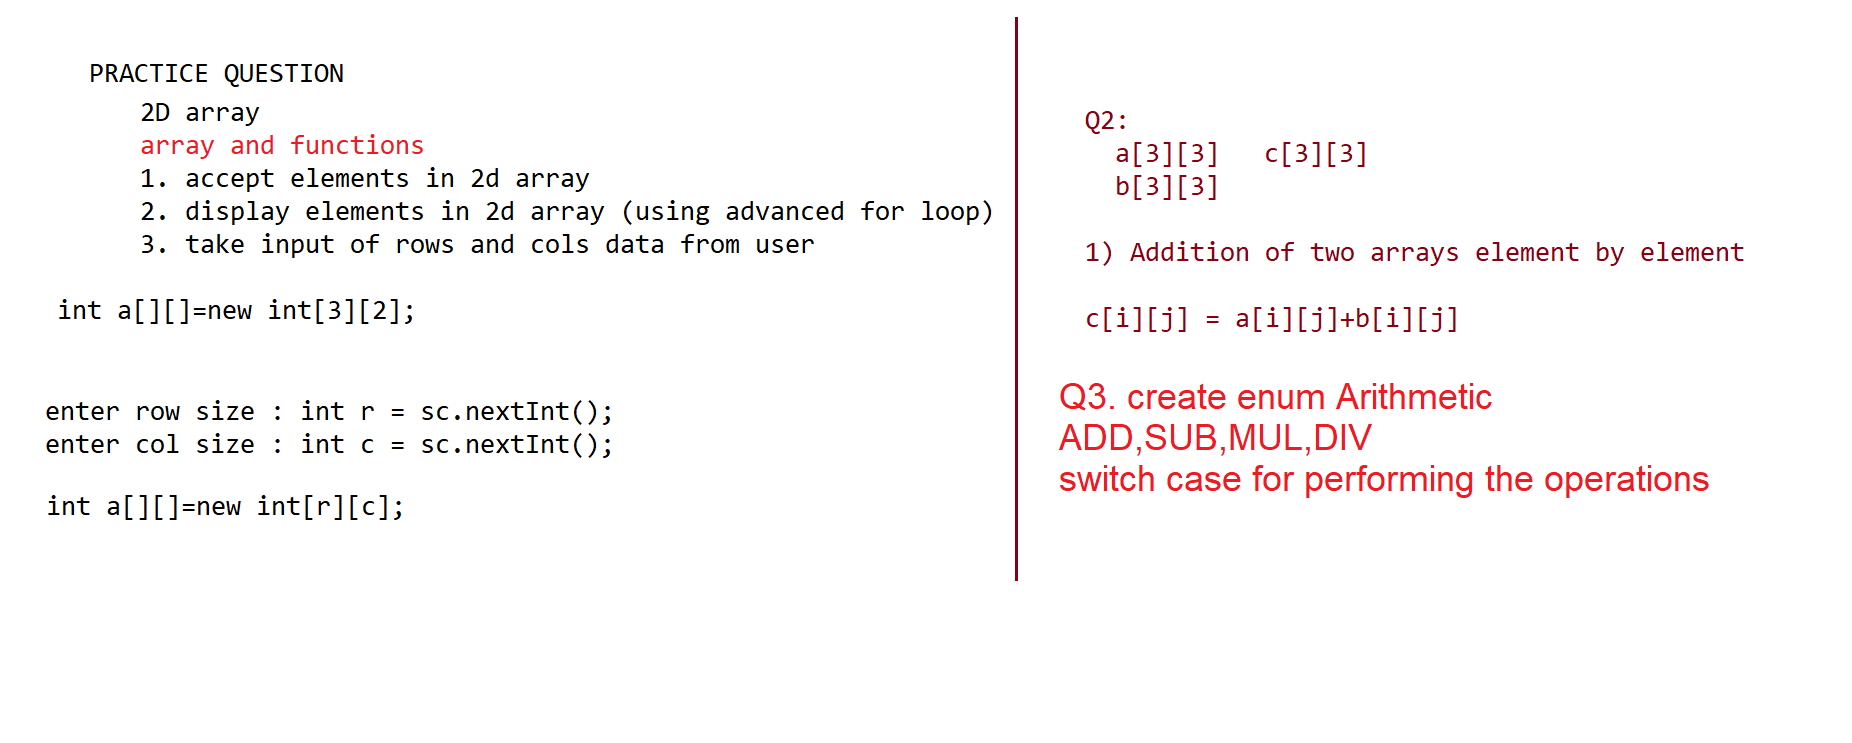 PRACTICE QUESTION
2D array
array and functions
1. accept elements in 2d array
2. display elements in 2d array (using advanced for loop)
3. take input of rows and cols data from user
int a[][]=new int[3][2];
enter row size : int r = sc.nextInt();
enter col size : int c = sc.nextInt();
int a[][]=new int[r][c];
Q2:
a[3][3]   c[3][3]
b[3][3]
1) Addition of two arrays element by element
c[i][j] = a[i][j]+b[i][j]
Q3. create enum Arithmetic
ADD,SUB,MUL,DIV
switch case for performing the operations